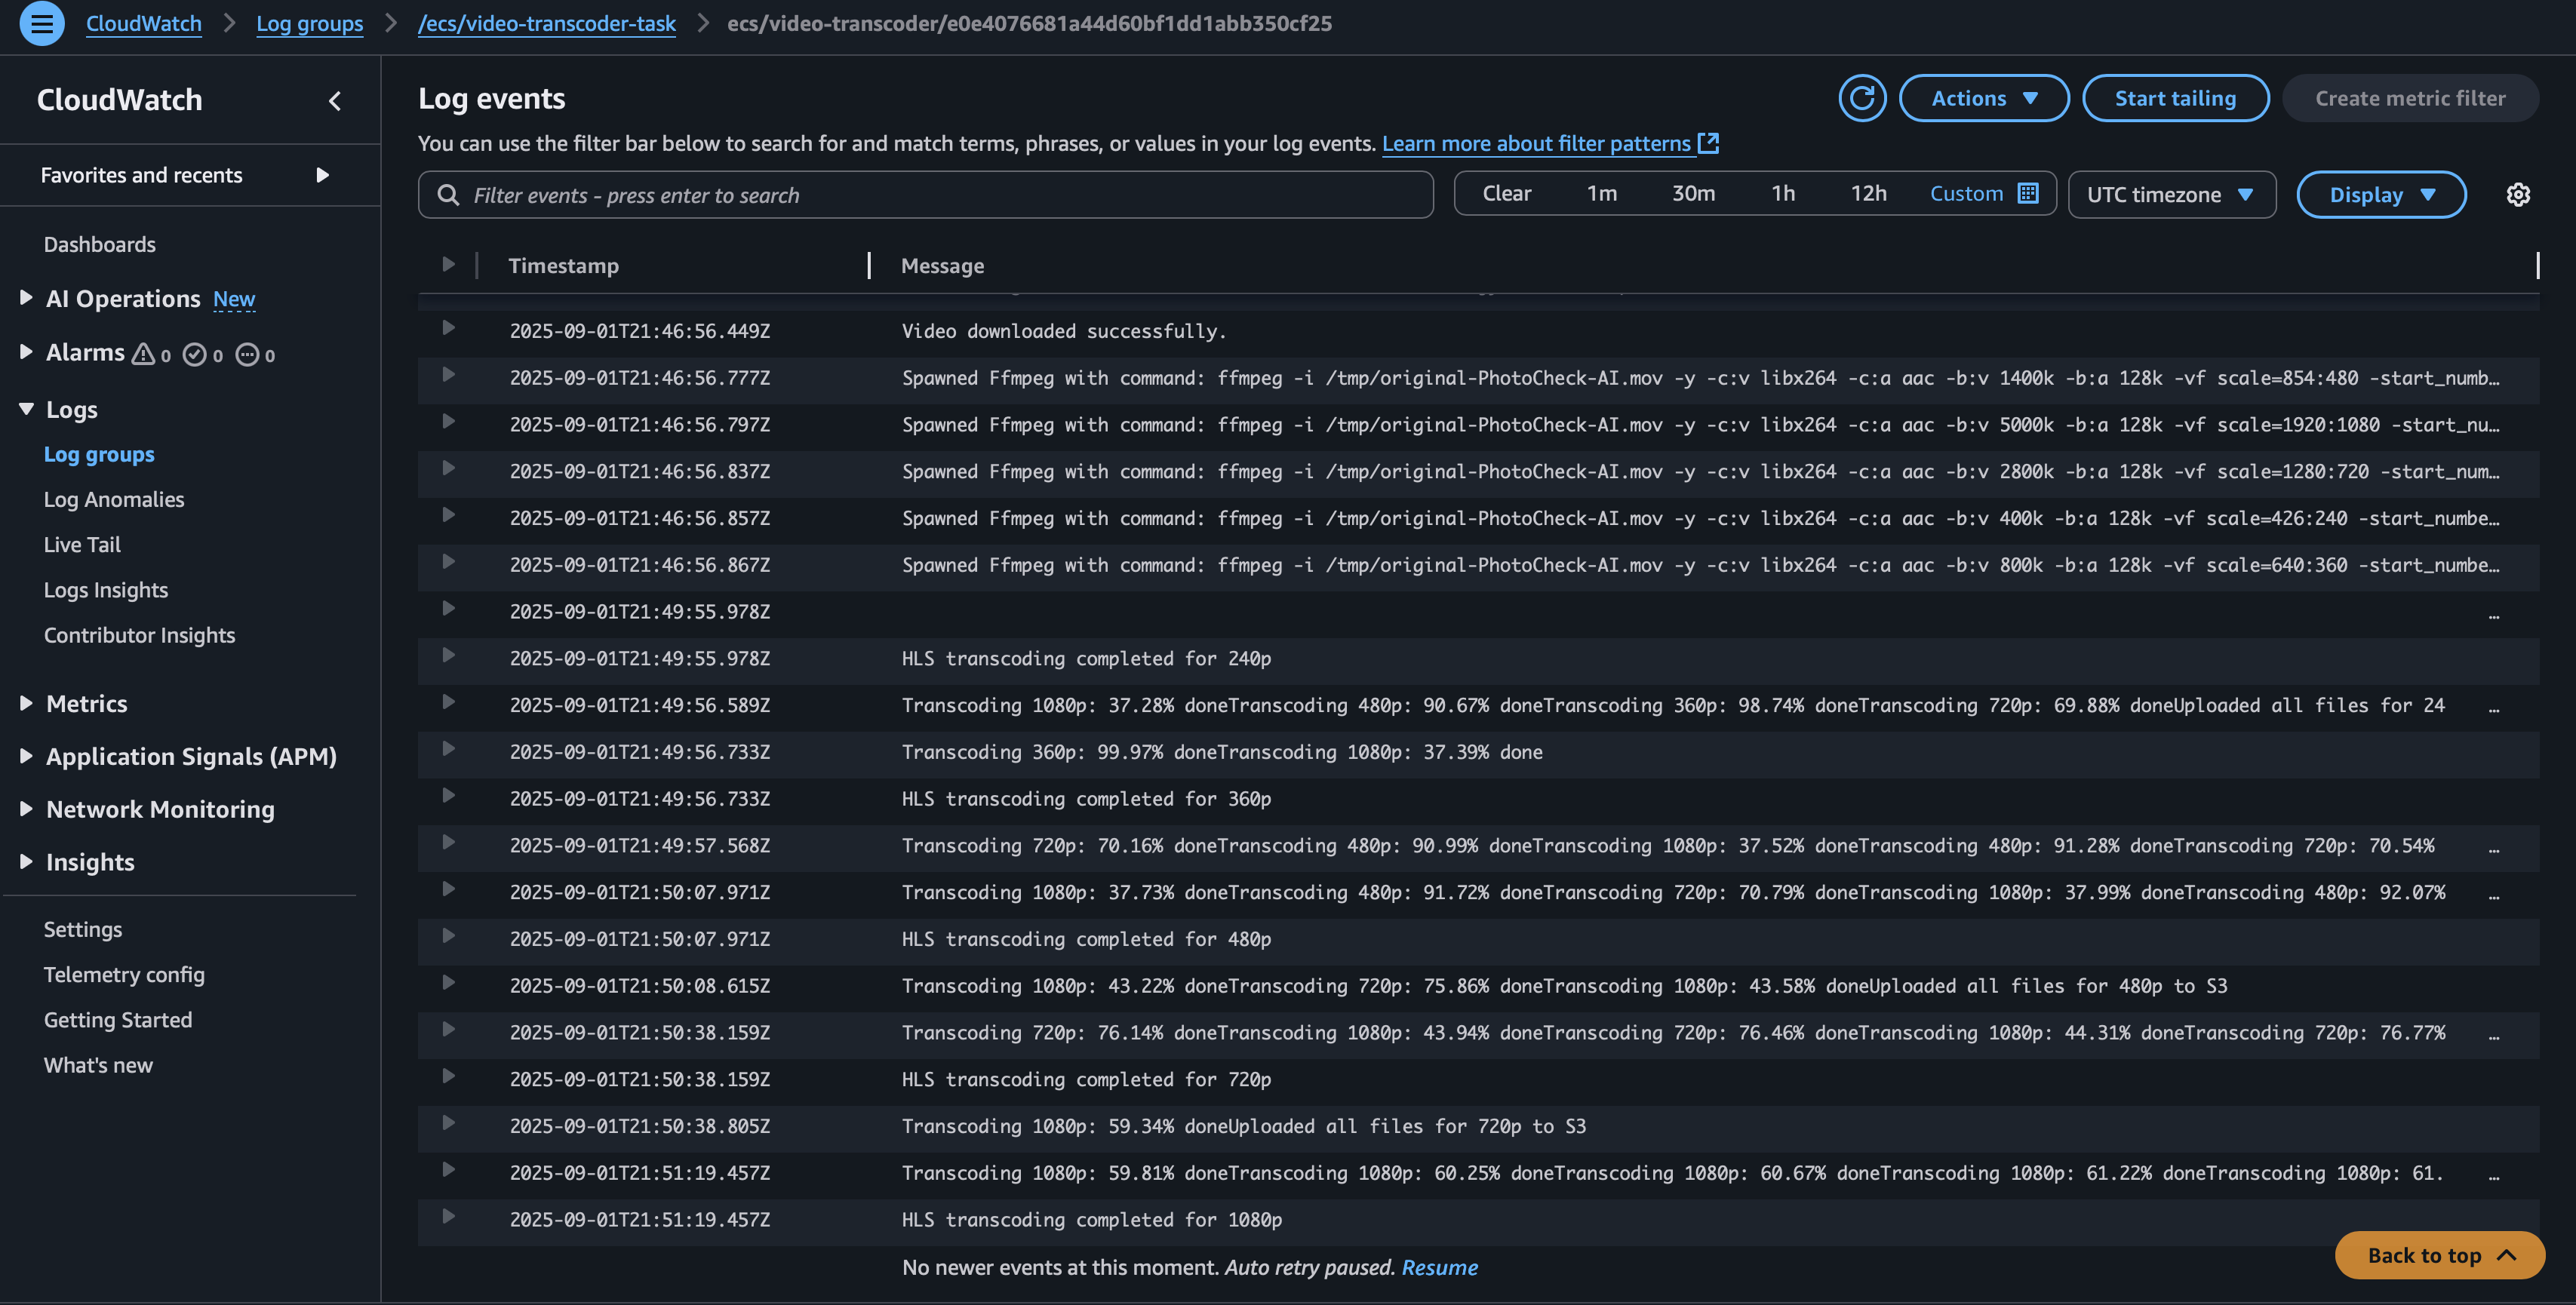 CloudWatch > Log groups > /ecs/video-transcoder-task > ecs/video-transcoder/e0e4076681a44d60bf1dd1abb350cf25
CloudWatch
Favorites and recents
Dashboards
AI Operations New
Alarms 0 0 0
Logs
Log groups
Log Anomalies
Live Tail
Logs Insights
Contributor Insights
Metrics
Application Signals (APM)
Network Monitoring
Insights
Settings
Telemetry config
Getting Started
What's new
Log events
Actions
Start tailing
Create metric filter
You can use the filter bar below to search for and match terms, phrases, or values in your log events. Learn more about filter patterns
Filter events - press enter to search
Clear 1m 30m 1h 12h Custom
UTC timezone
Display
Timestamp Message
2025-09-01T21:46:56.449Z Video downloaded successfully.
2025-09-01T21:46:56.777Z Spawned Ffmpeg with command: ffmpeg -i /tmp/original-PhotoCheck-AI.mov -y -c:v libx264 -c:a aac -b:v 1400k -b:a 128k -vf scale=854:480 -start_numb…
2025-09-01T21:46:56.797Z Spawned Ffmpeg with command: ffmpeg -i /tmp/original-PhotoCheck-AI.mov -y -c:v libx264 -c:a aac -b:v 5000k -b:a 128k -vf scale=1920:1080 -start_nu…
2025-09-01T21:46:56.837Z Spawned Ffmpeg with command: ffmpeg -i /tmp/original-PhotoCheck-AI.mov -y -c:v libx264 -c:a aac -b:v 2800k -b:a 128k -vf scale=1280:720 -start_num…
2025-09-01T21:46:56.857Z Spawned Ffmpeg with command: ffmpeg -i /tmp/original-PhotoCheck-AI.mov -y -c:v libx264 -c:a aac -b:v 400k -b:a 128k -vf scale=426:240 -start_numbe…
2025-09-01T21:46:56.867Z Spawned Ffmpeg with command: ffmpeg -i /tmp/original-PhotoCheck-AI.mov -y -c:v libx264 -c:a aac -b:v 800k -b:a 128k -vf scale=640:360 -start_numbe…
2025-09-01T21:49:55.978Z …
2025-09-01T21:49:55.978Z HLS transcoding completed for 240p
2025-09-01T21:49:56.589Z Transcoding 1080p: 37.28% doneTranscoding 480p: 90.67% doneTranscoding 360p: 98.74% doneTranscoding 720p: 69.88% doneUploaded all files for 24 …
2025-09-01T21:49:56.733Z Transcoding 360p: 99.97% doneTranscoding 1080p: 37.39% done
2025-09-01T21:49:56.733Z HLS transcoding completed for 360p
2025-09-01T21:49:57.568Z Transcoding 720p: 70.16% doneTranscoding 480p: 90.99% doneTranscoding 1080p: 37.52% doneTranscoding 480p: 91.28% doneTranscoding 720p: 70.54% …
2025-09-01T21:50:07.971Z Transcoding 1080p: 37.73% doneTranscoding 480p: 91.72% doneTranscoding 720p: 70.79% doneTranscoding 1080p: 37.99% doneTranscoding 480p: 92.07% …
2025-09-01T21:50:07.971Z HLS transcoding completed for 480p
2025-09-01T21:50:08.615Z Transcoding 1080p: 43.22% doneTranscoding 720p: 75.86% doneTranscoding 1080p: 43.58% doneUploaded all files for 480p to S3
2025-09-01T21:50:38.159Z Transcoding 720p: 76.14% doneTranscoding 1080p: 43.94% doneTranscoding 720p: 76.46% doneTranscoding 1080p: 44.31% doneTranscoding 720p: 76.77% …
2025-09-01T21:50:38.159Z HLS transcoding completed for 720p
2025-09-01T21:50:38.805Z Transcoding 1080p: 59.34% doneUploaded all files for 720p to S3
2025-09-01T21:51:19.457Z Transcoding 1080p: 59.81% doneTranscoding 1080p: 60.25% doneTranscoding 1080p: 60.67% doneTranscoding 1080p: 61.22% doneTranscoding 1080p: 61. …
2025-09-01T21:51:19.457Z HLS transcoding completed for 1080p
No newer events at this moment. Auto retry paused. Resume
Back to top